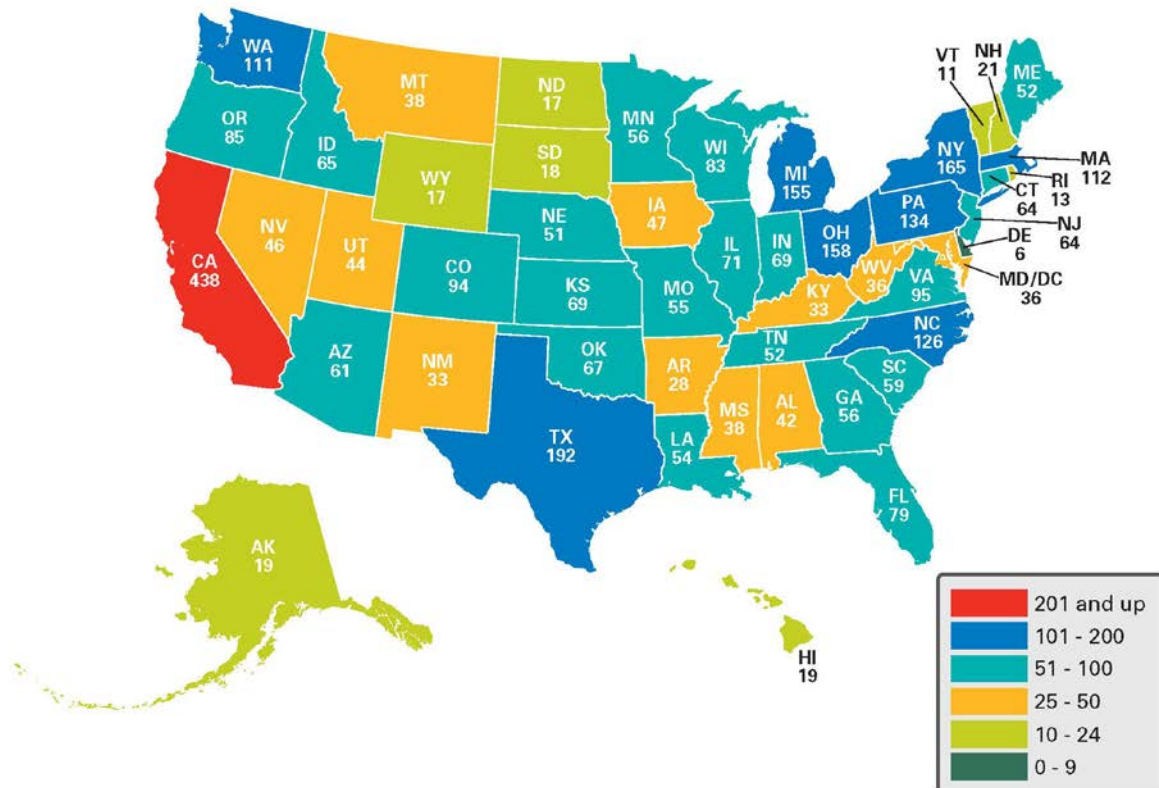 WA
111
OR
85
ID
65
MT
38
ND
17
SD
18
WY
17
MN
56
WI
83
MI
155
VT
11
NH
21
ME
52
NY
165
MA
112
RI
13
CT
64
NJ
64
PA
134
DE
6
MD/DC
36
CA
438
NV
46
UT
44
CO
94
NE
51
IA
47
KS
69
MO
55
IL
71
IN
69
OH
158
WV
36
KY
33
VA
95
NC
126
TN
52
SC
59
AZ
61
NM
33
OK
67
AR
28
TX
192
LA
54
MS
38
AL
42
GA
56
FL
79
AK
19
HI
19
201 and up
101 - 200
51 - 100
25 - 50
10 - 24
0 - 9